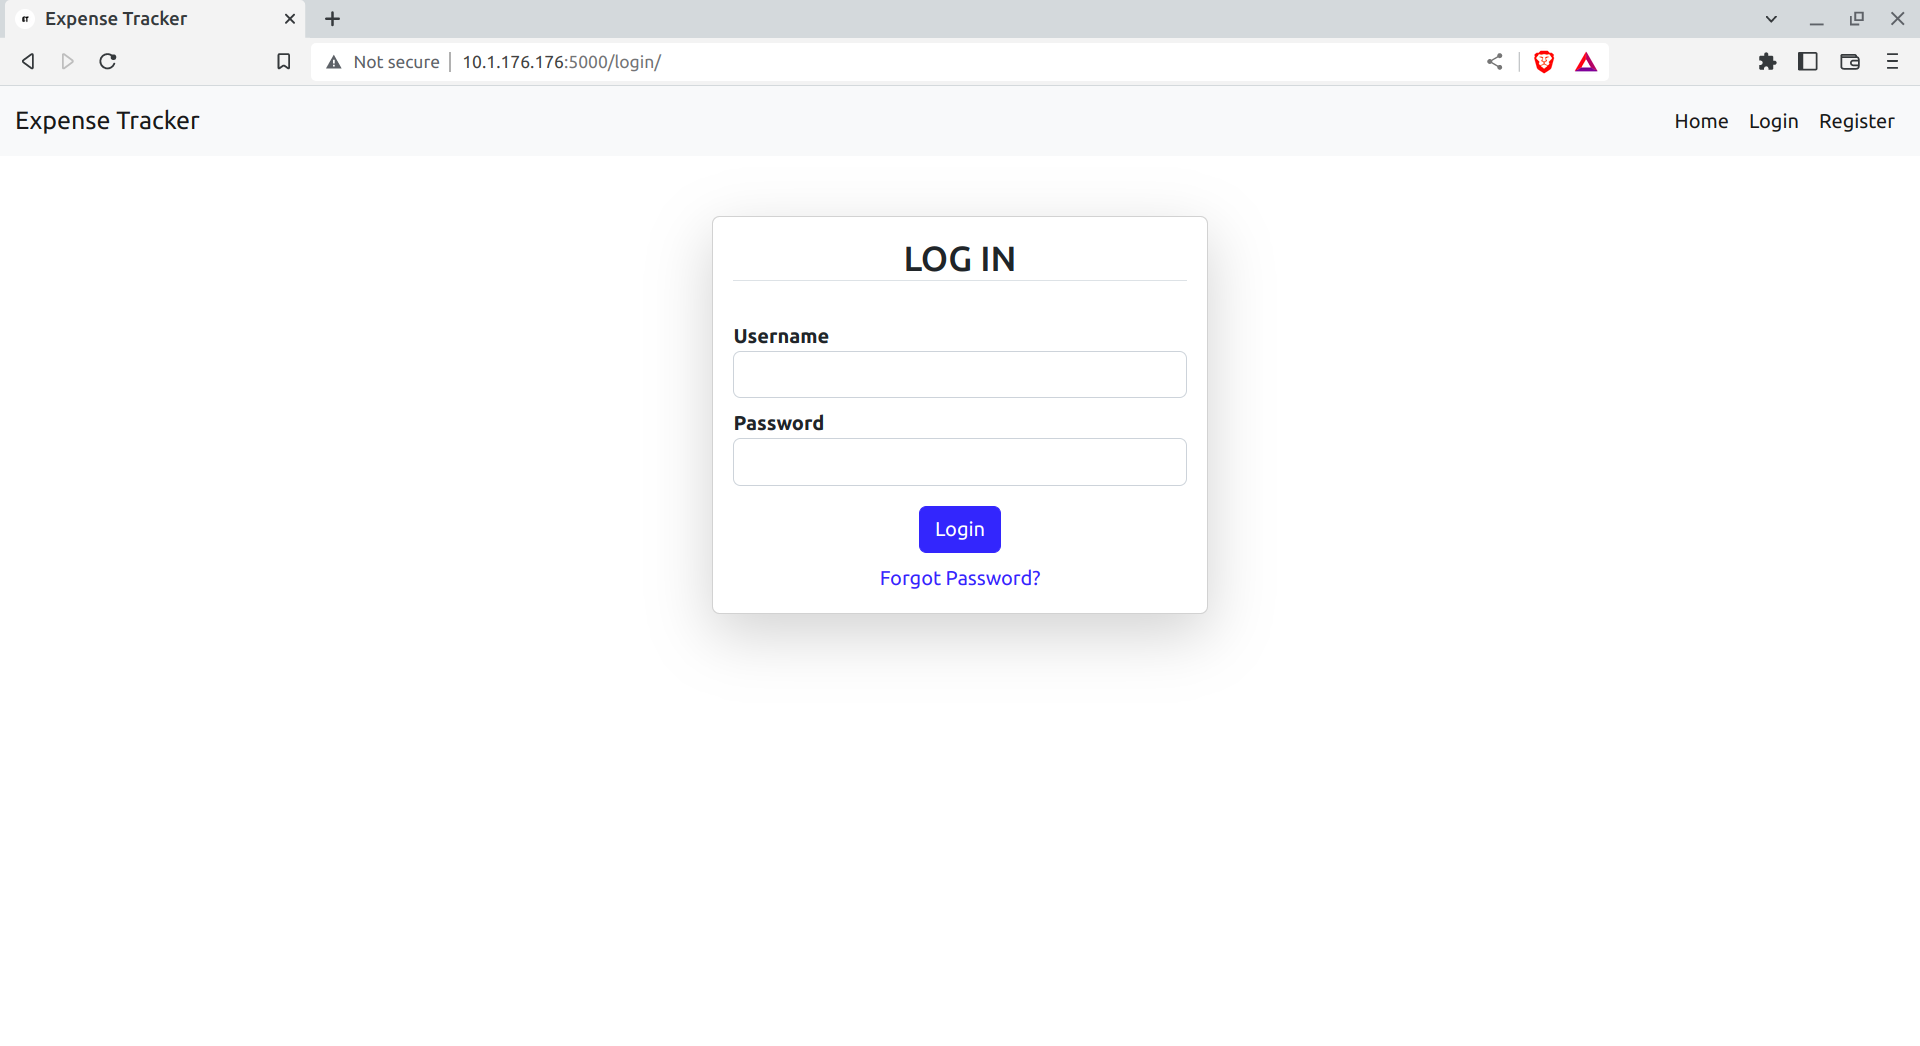 Expense Tracker
Not secure 10.1.176.176:5000/login/
Expense Tracker Home Login Register
LOG IN
Username
Password
Login
Forgot Password?